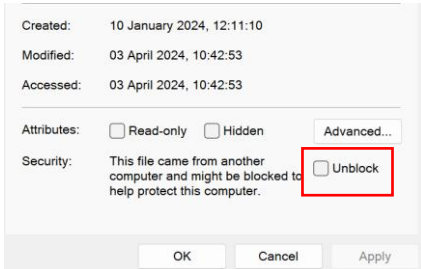 Created: 10 January 2024, 12:11:10
Modified: 03 April 2024, 10:42:53
Accessed: 03 April 2024, 10:42:53
Attributes: Read-only Hidden Advanced...
Security: This file came from another
computer and might be blocked to
help protect this computer.
Unblock
OK Cancel Apply